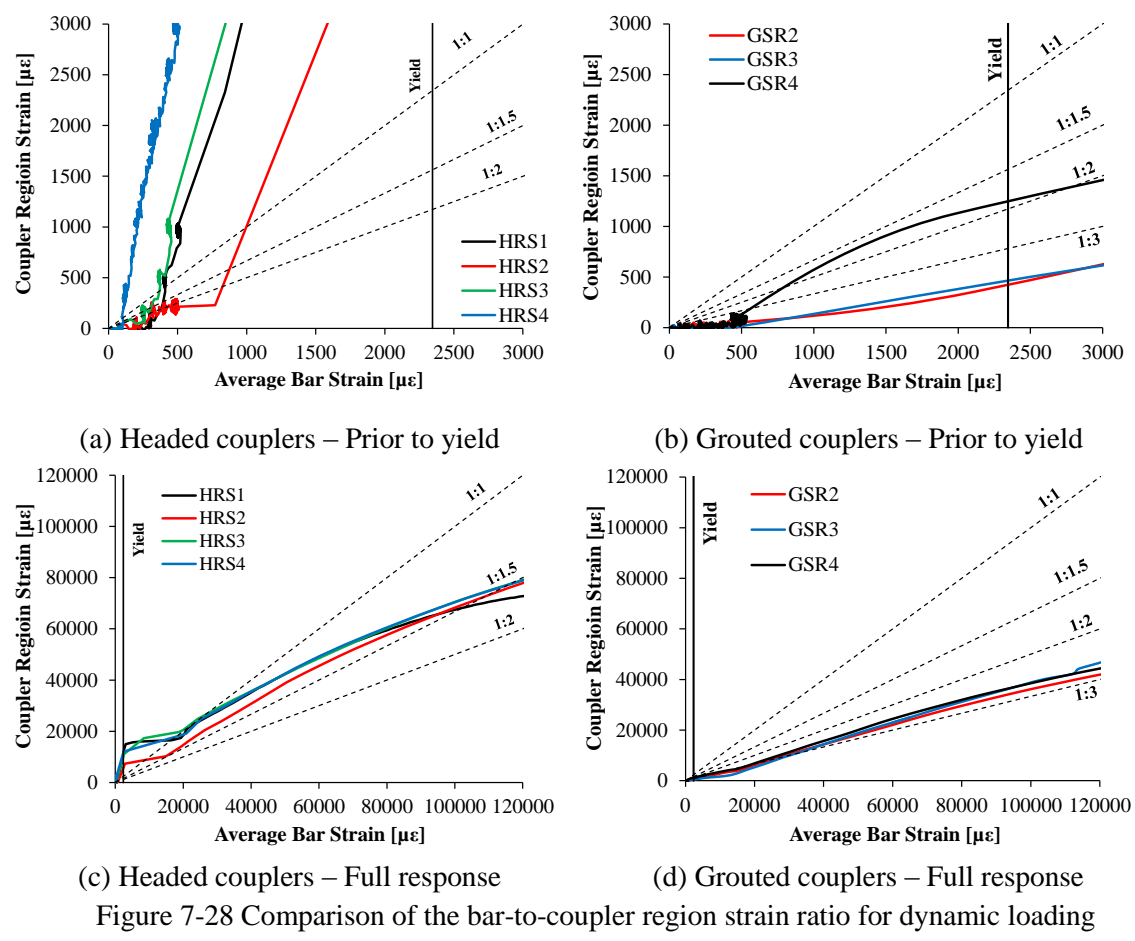 3000
2500
2000
1500
1000
500
0
Coupler Regioin Strain [με]
0 500 1000 1500 2000 2500 3000
Average Bar Strain [με]
Yield
1:1
1:1.5
1:2
HRS1
HRS2
HRS3
HRS4
3000
2500
2000
1500
1000
500
0
Coupler Regioin Strain [με]
0 500 1000 1500 2000 2500 3000
Average Bar Strain [με]
GSR2
GSR3
GSR4
Yield
1:1
1:1.5
1:2
1:3
(a) Headed couplers – Prior to yield
(b) Grouted couplers – Prior to yield
120000
100000
80000
60000
40000
20000
0
Coupler Regioin Strain [με]
0 20000 40000 60000 80000 100000 120000
Average Bar Strain [με]
Yield
HRS1
HRS2
HRS3
HRS4
1:1
1:1.5
1:2
120000
100000
80000
60000
40000
20000
0
Coupler Regioin Strain [με]
0 20000 40000 60000 80000 100000 120000
Average Bar Strain [με]
Yield
GSR2
GSR3
GSR4
1:1
1:1.5
1:2
1:3
(c) Headed couplers – Full response
(d) Grouted couplers – Full response
Figure 7-28 Comparison of the bar-to-coupler region strain ratio for dynamic loading